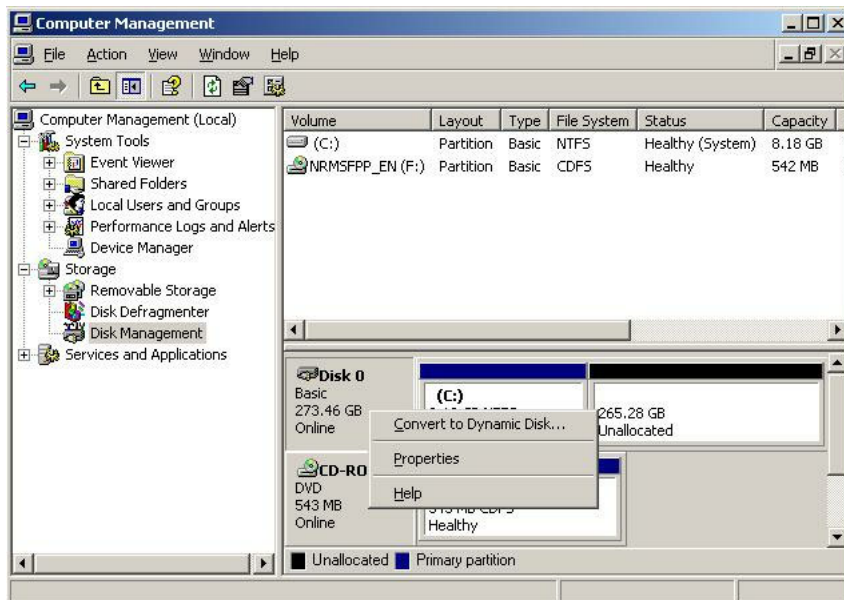 Computer Management
File Action View Window Help
Computer Management (Local)
System Tools
Event Viewer
Shared Folders
Local Users and Groups
Performance Logs and Alerts
Device Manager
Storage
Removable Storage
Disk Defragmenter
Disk Management
Services and Applications
Volume Layout Type File System Status Capacity
(C:) Partition Basic NTFS Healthy (System) 8.18 GB
NRMSFPP_EN (F:) Partition Basic CDFS Healthy 542 MB
Disk 0
Basic
273.46 GB
Online
(C:)
265.28 GB
Unallocated
Convert to Dynamic Disk...
Properties
Help
CD-RO
DVD
543 MB
Online
Healthy
Unallocated Primary partition